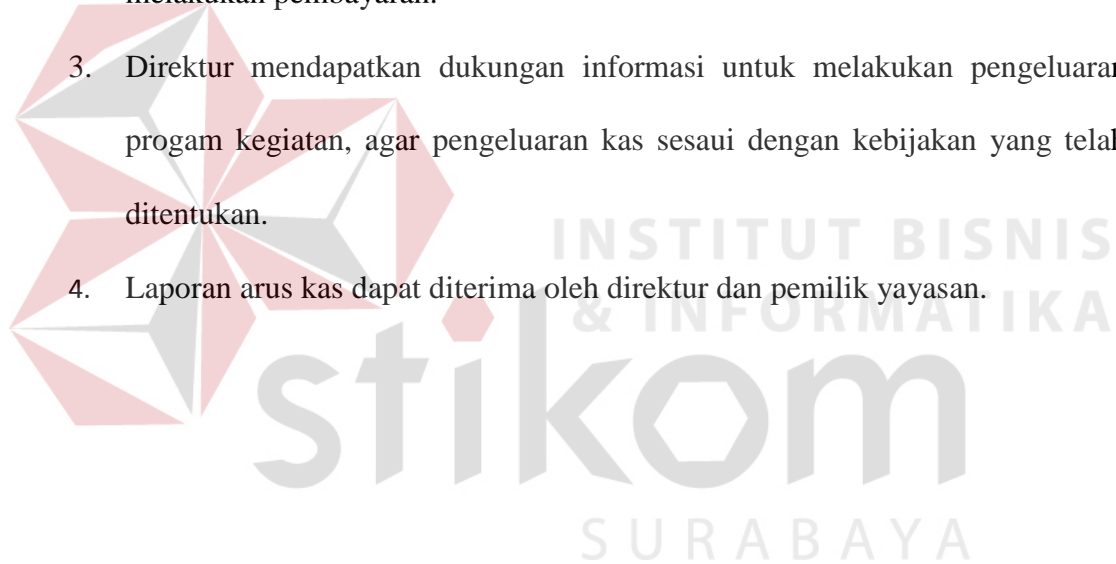 melakukan pembayaran.
3. Direktur mendapatkan dukungan informasi untuk melakukan pengeluaran
progam kegiatan, agar pengeluaran kas sesaui dengan kebijakan yang telah
ditentukan.
4. Laporan arus kas dapat diterima oleh direktur dan pemilik yayasan.
INSTITUT BISNIS
& INFORMATIKA
stikom
SURABAYA